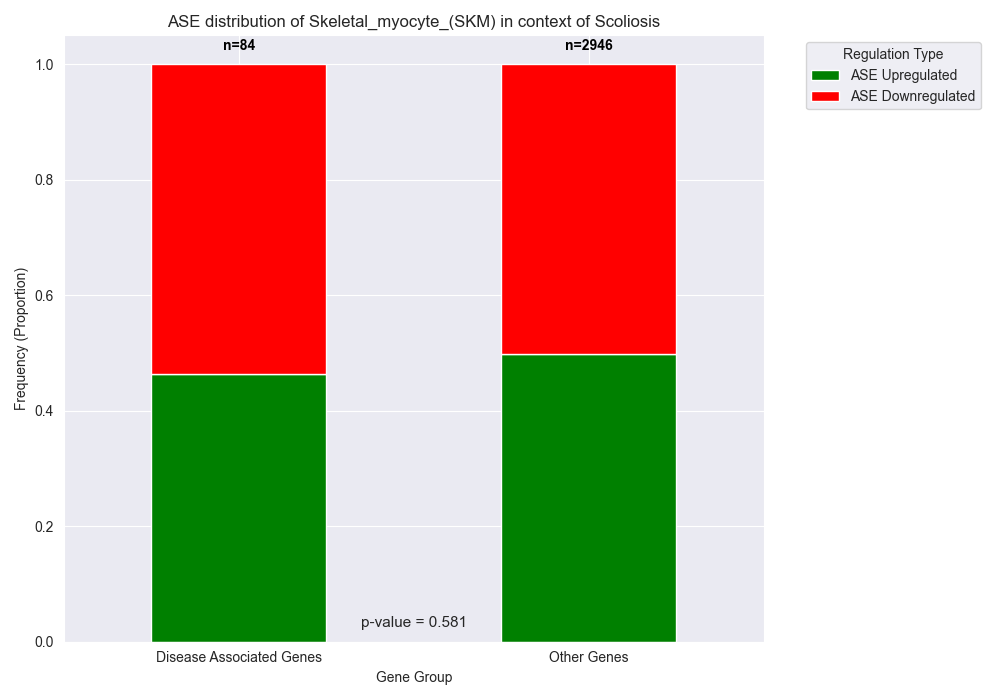 ASE distribution of Skeletal_myocyte_(SKM) in context of Scoliosis
n=84
n=2946
Regulation Type
ASE Upregulated
ASE Downregulated
Frequency (Proportion)
1.0
0.8
0.6
0.4
0.2
0.0
p-value = 0.581
Disease Associated Genes
Other Genes
Gene Group